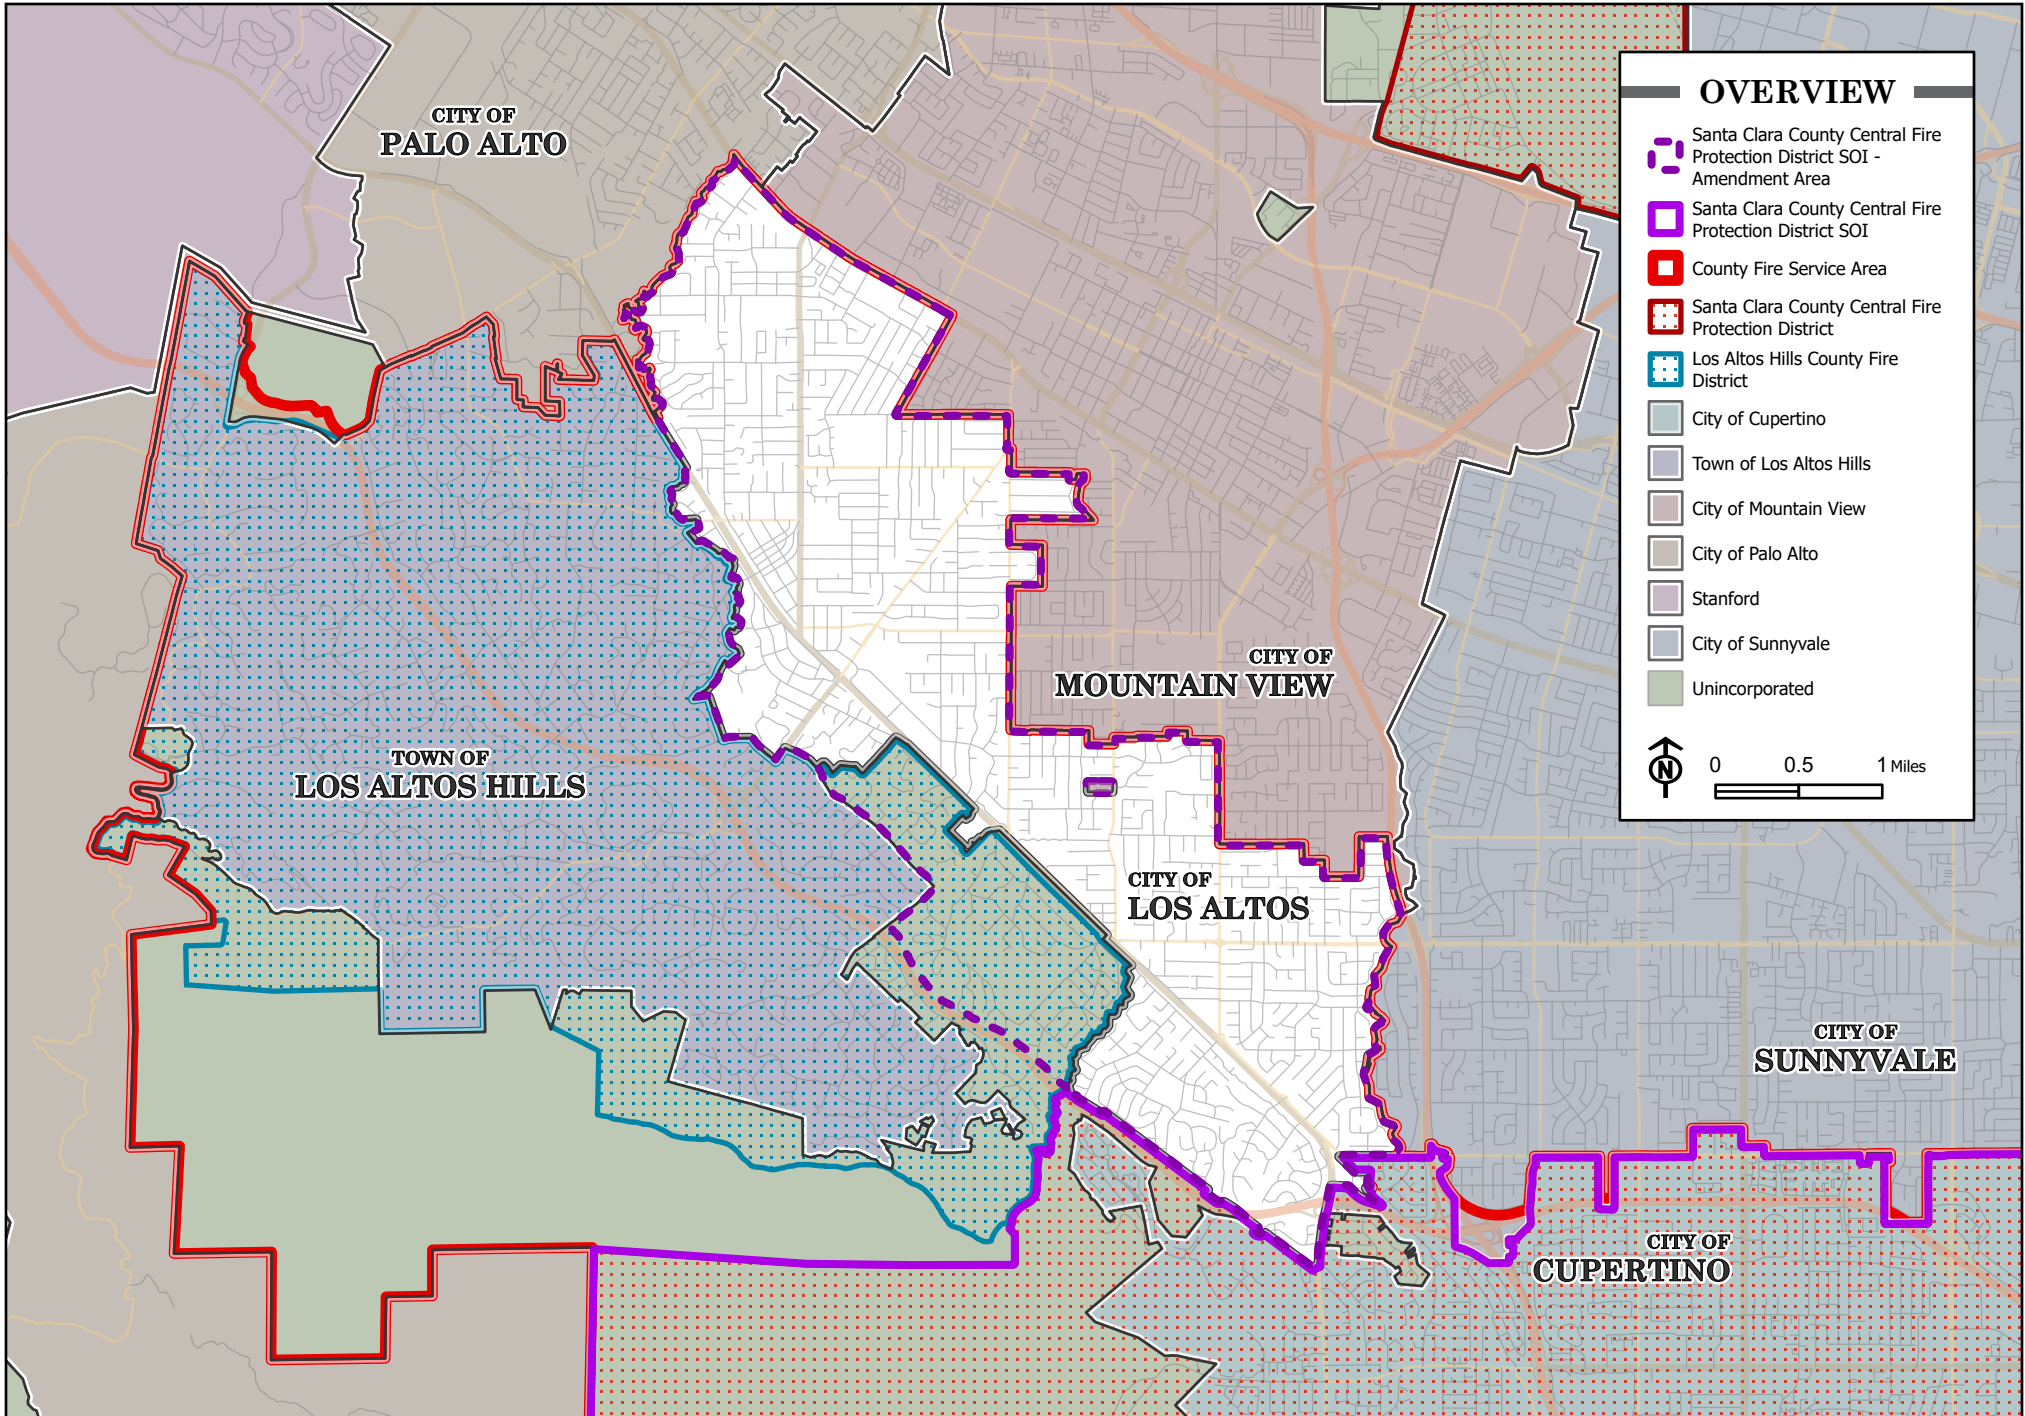 CITY OF
PALO ALTO
OVERVIEW
Santa Clara County Central Fire
Protection District SOI -
Amendment Area
Santa Clara County Central Fire
Protection District SOI
County Fire Service Area
Santa Clara County Central Fire
Protection District
Los Altos Hills County Fire
District
City of Cupertino
Town of Los Altos Hills
City of Mountain View
City of Palo Alto
Stanford
City of Sunnyvale
Unincorporated
N
0 0.5 1 Miles
CITY OF
MOUNTAIN VIEW
TOWN OF
LOS ALTOS HILLS
CITY OF
LOS ALTOS
CITY OF
SUNNYVALE
CITY OF
CUPERTINO